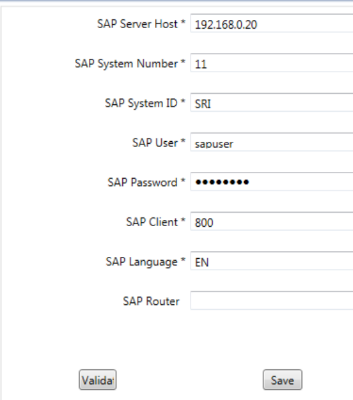 SAP Server Host * 192.168.0.20
SAP System Number * 11
SAP System ID * SRI
SAP User * sapuser
SAP Password * ●●●●●●●●
SAP Client * 800
SAP Language * EN
SAP Router
Validat Save